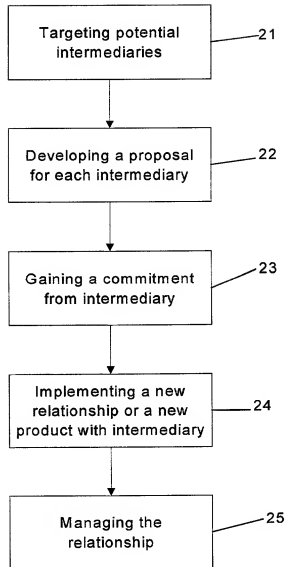 Targeting potential
intermediaries
21
Developing a proposal
for each intermediary
22
Gaining a commitment
from intermediary
23
Implementing a new
relationship or a new
product with intermediary
24
Managing the
relationship
25